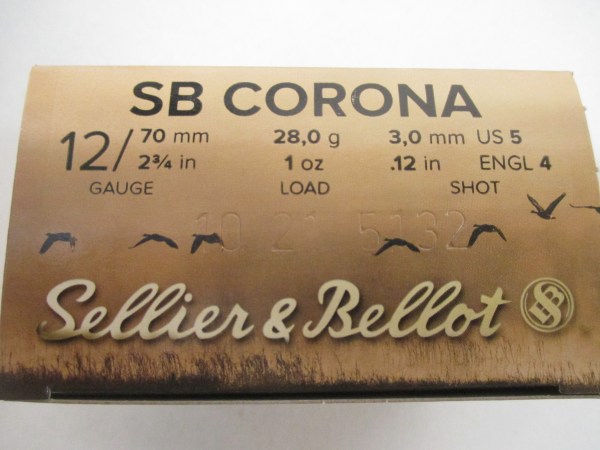 SB CORONA
12/ 70 mm 28,0 g 3,0 mm US 5
2¾ in 1 oz .12 in ENGL 4
GAUGE LOAD SHOT
10 21 5132
Sellier & Bellot SB